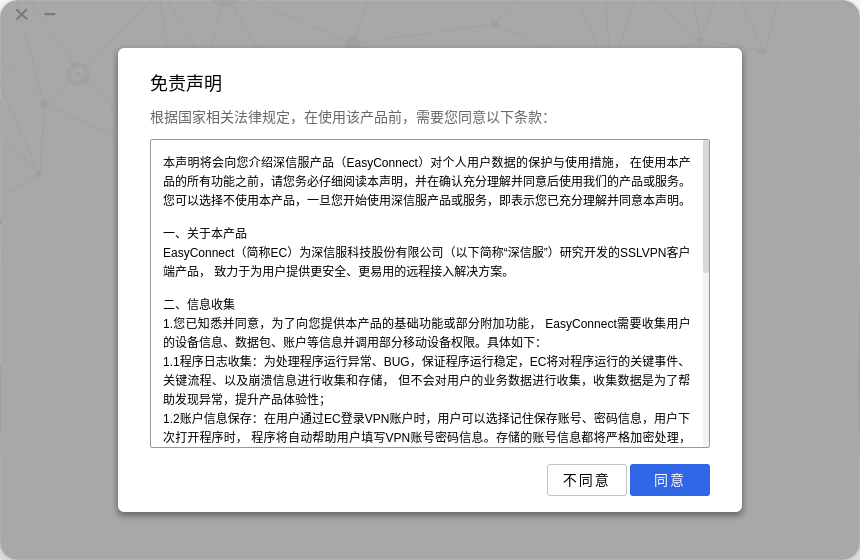 免责声明
根据国家相关法律规定，在使用该产品前，需要您同意以下条款：
本声明将会向您介绍深信服产品（EasyConnect）对个人用户数据的保护与使用措施， 在使用本产
品的所有功能之前，请您务必仔细阅读本声明，并在确认充分理解并同意后使用我们的产品或服务。
您可以选择不使用本产品，一旦您开始使用深信服产品或服务，即表示您已充分理解并同意本声明。
一、关于本产品
EasyConnect（简称EC）为深信服科技股份有限公司（以下简称“深信服”）研究开发的SSLVPN客户
端产品， 致力于为用户提供更安全、更易用的远程接入解决方案。
二、信息收集
1.您已知悉并同意，为了向您提供本产品的基础功能或部分附加功能， EasyConnect需要收集用户
的设备信息、数据包、账户等信息并调用部分移动设备权限。具体如下：
1.1程序日志收集：为处理程序运行异常、BUG，保证程序运行稳定，EC将对程序运行的关键事件、
关键流程、以及崩溃信息进行收集和存储， 但不会对用户的业务数据进行收集，收集数据是为了帮
助发现异常，提升产品体验性；
1.2账户信息保存：在用户通过EC登录VPN账户时，用户可以选择记住保存账号、密码信息，用户下
次打开程序时， 程序将自动帮助用户填写VPN账号密码信息。存储的账号信息都将严格加密处理，
不同意
同意